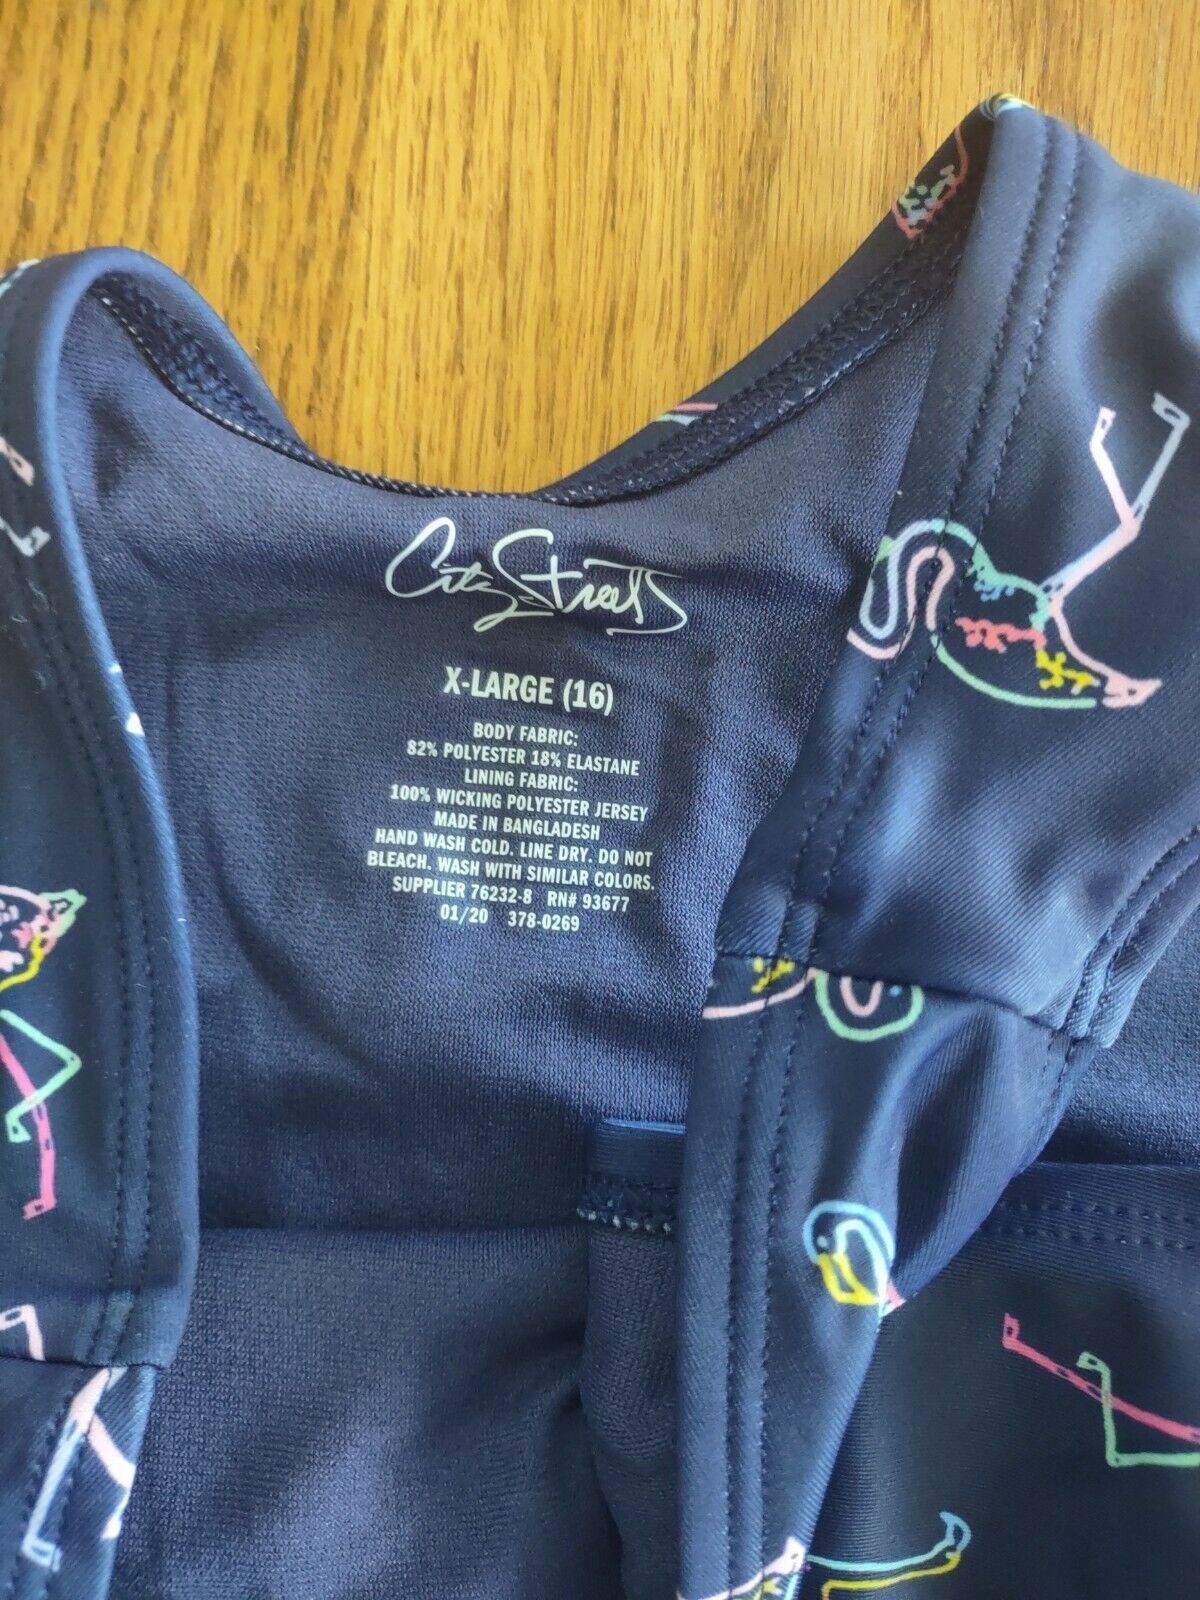 City Streets
X-LARGE (16)
BODY FABRIC:
82% POLYESTER 18% ELASTANE
LINING FABRIC:
100% WICKING POLYESTER JERSEY
MADE IN BANGLADESH
HAND WASH COLD. LINE DRY. DO NOT
BLEACH. WASH WITH SIMILAR COLORS.
SUPPLIER 76232-8 RN# 93677
01/20 378-0269